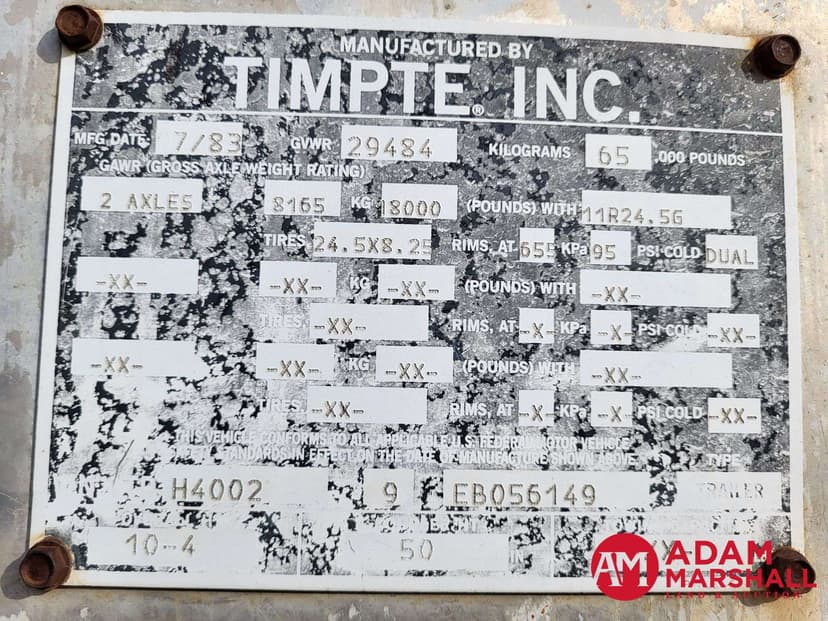 MANUFACTURED BY
TIMPTE® INC.
MFG DATE 7/83 GVWR 29484 KILOGRAMS 65 ,000 POUNDS
GAWR (GROSS AXLE WEIGHT RATING)
2 AXLES 8165 KG 18000 (POUNDS) WITH 11R24.5G
TIRES 24.5X8.25 RIMS, AT 655 KPa 95 PSI COLD DUAL
-XX- -XX- KG -XX- (POUNDS) WITH -XX-
TIRES, -XX- RIMS, AT -X- KPa -X- PSI COLD -XX-
-XX- -XX- KG -XX- (POUNDS) WITH -XX-
TIRES, -XX- RIMS, AT -X- KPa -X- PSI COLD -XX-
THIS VEHICLE CONFORMS TO ALL APPLICABLE U.S. FEDERAL MOTOR VEHICLE
SAFETY STANDARDS IN EFFECT ON THE DATE OF MANUFACTURE SHOWN ABOVE TYPE
H4002 9 EB056149 TRAILER
10-4 50
AM ADAM
MARSHALL
LAND & AUCTION